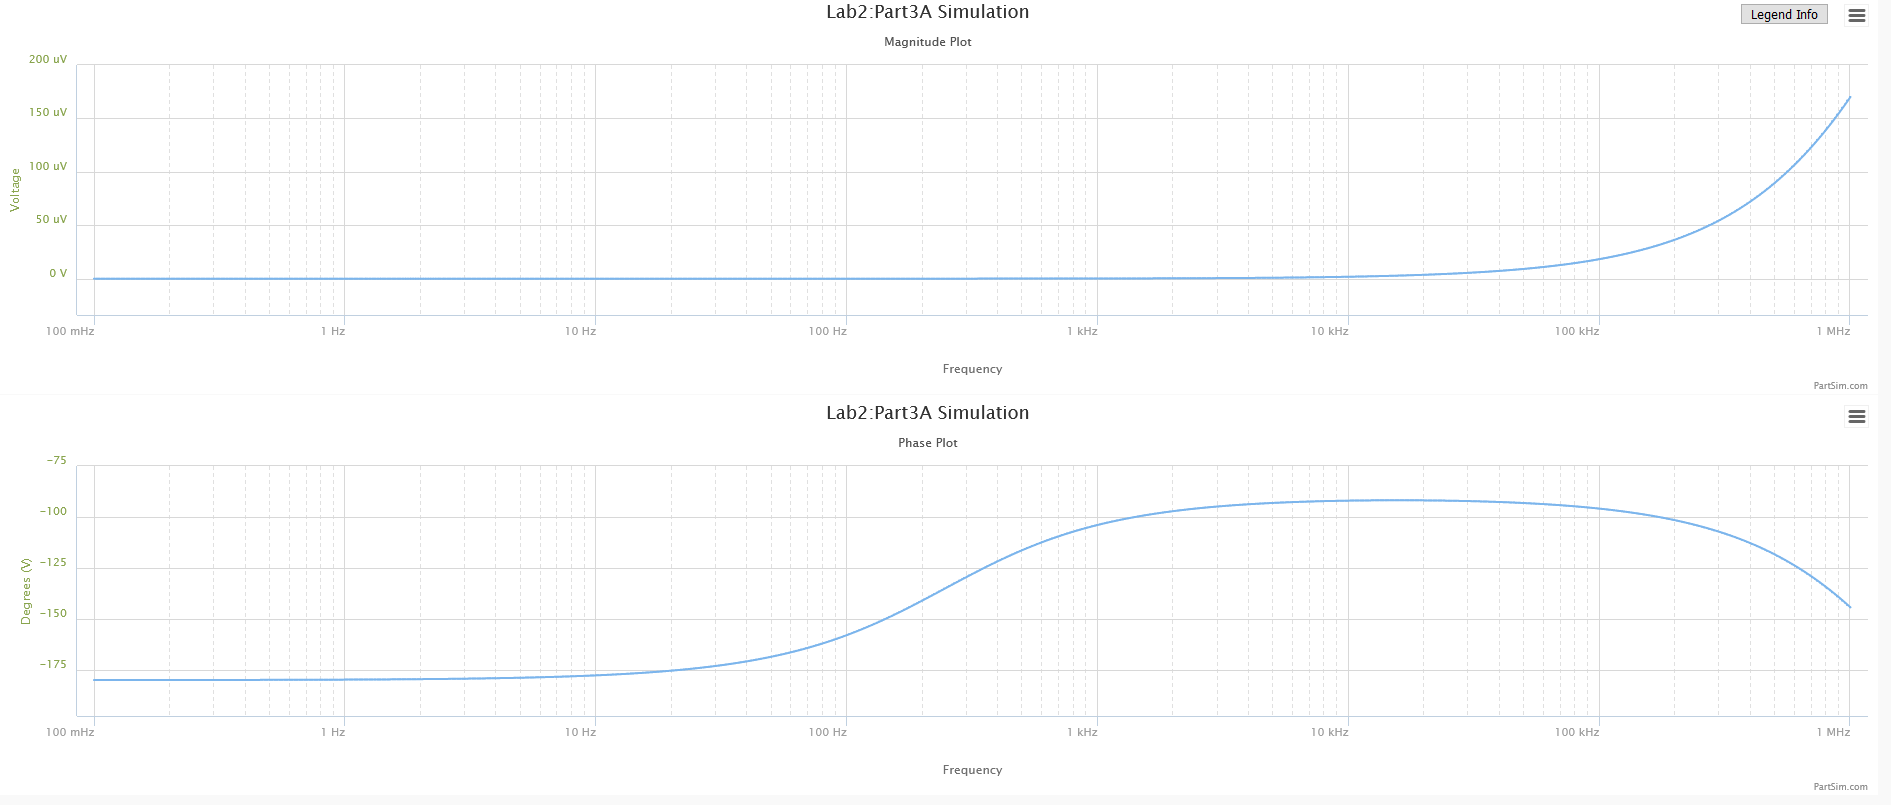 Lab2:Part3A Simulation
Legend Info
Magnitude Plot
200 uV
150 uV
100 uV
50 uV
0 V
Voltage
100 mHz 1 Hz 10 Hz 100 Hz 1 kHz 10 kHz 100 kHz 1 MHz
Frequency
PartSim.com
Lab2:Part3A Simulation
Phase Plot
−75
−100
−125
−150
−175
Degrees (V)
100 mHz 1 Hz 10 Hz 100 Hz 1 kHz 10 kHz 100 kHz 1 MHz
Frequency
PartSim.com